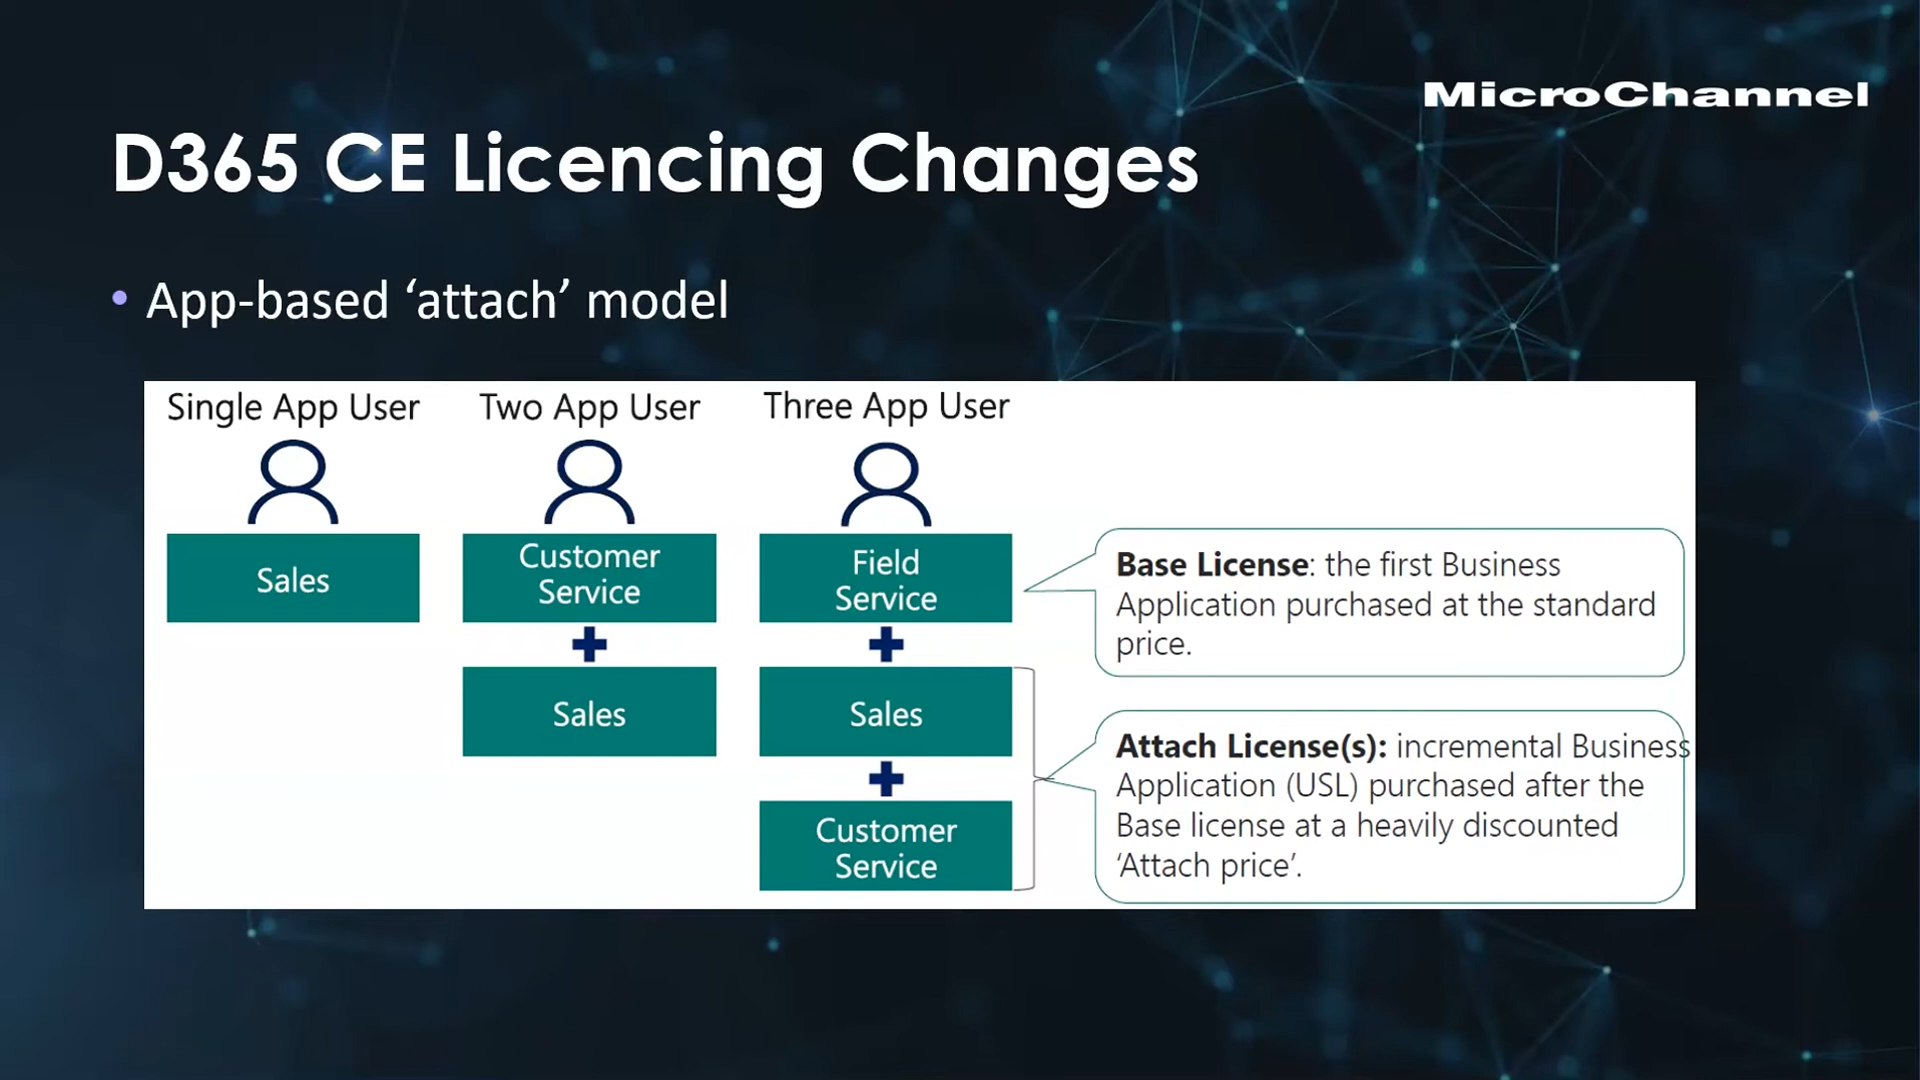 MicroChannel
D365 CE Licencing Changes
• App-based ‘attach’ model
Single App User
Sales
Two App User
Customer
Service
Sales
Three App User
Field
Service
Sales
Customer
Service
Base License: the first Business
Application purchased at the standard
price.
Attach License(s): incremental Business
Application (USL) purchased after the
Base license at a heavily discounted
‘Attach price’.